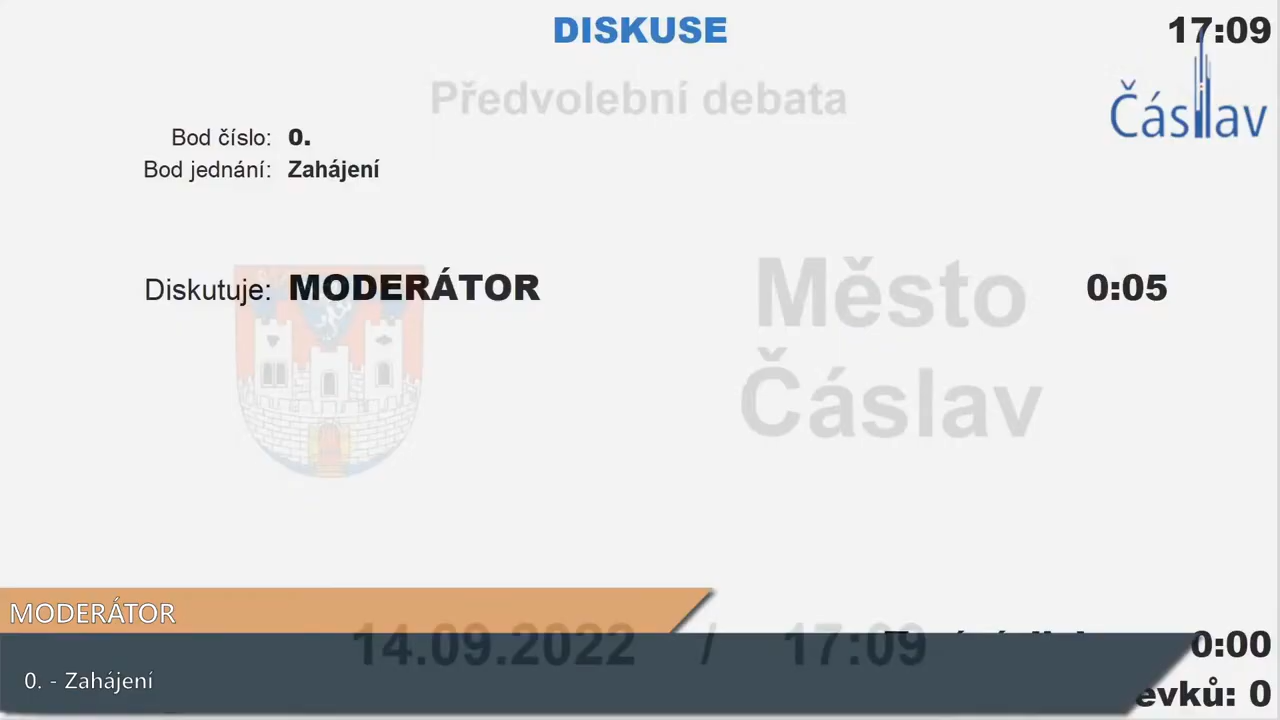 DISKUSE
17:09
Předvolební debata
Čáslav
Bod číslo: 0.
Bod jednání: Zahájení
Diskutuje: MODERÁTOR 0:05
Město
Čáslav
MODERÁTOR
14.09.2022 / 17:09
0:00
0. - Zahájení
evků: 0